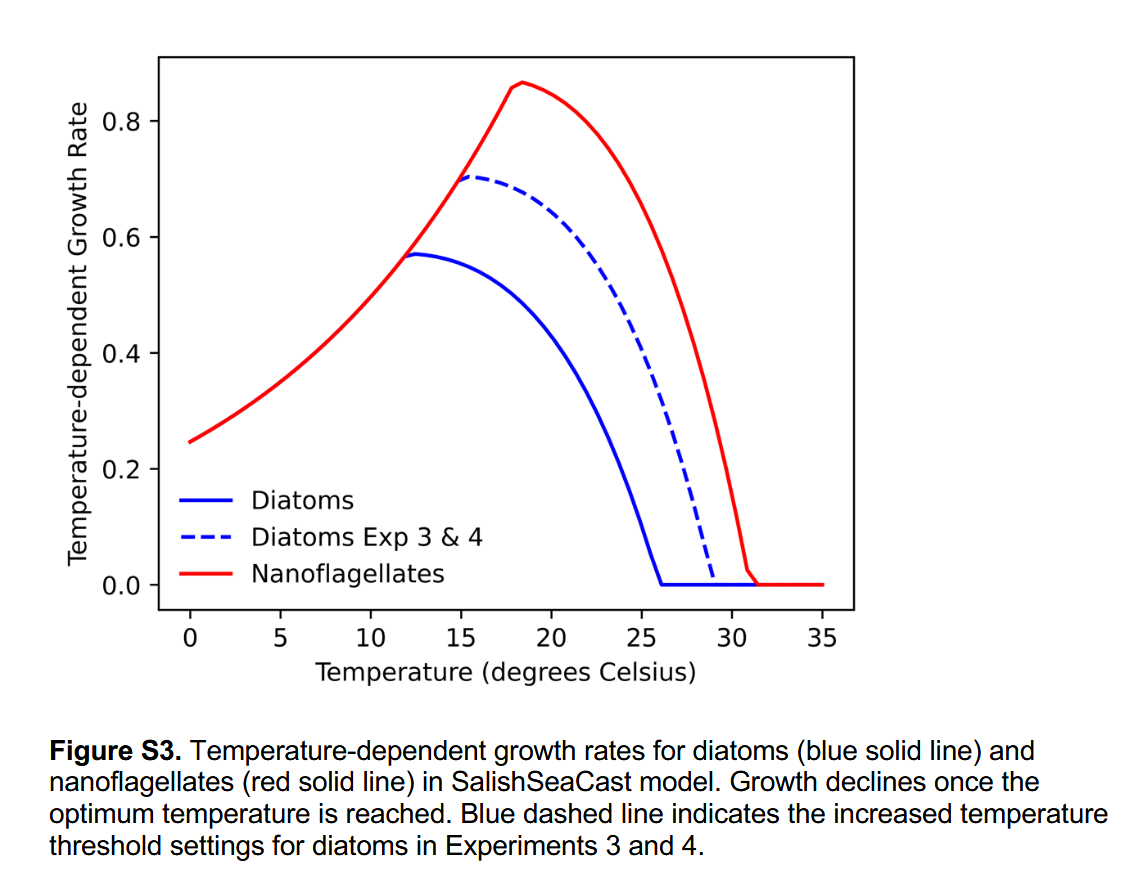 0.8
0.6
0.4
0.2
0.0
Temperature-dependent Growth Rate
Diatoms
Diatoms Exp 3 & 4
Nanoflagellates
0 5 10 15 20 25 30 35
Temperature (degrees Celsius)
Figure S3. Temperature-dependent growth rates for diatoms (blue solid line) and
nanoflagellates (red solid line) in SalishSeaCast model. Growth declines once the
optimum temperature is reached. Blue dashed line indicates the increased temperature
threshold settings for diatoms in Experiments 3 and 4.